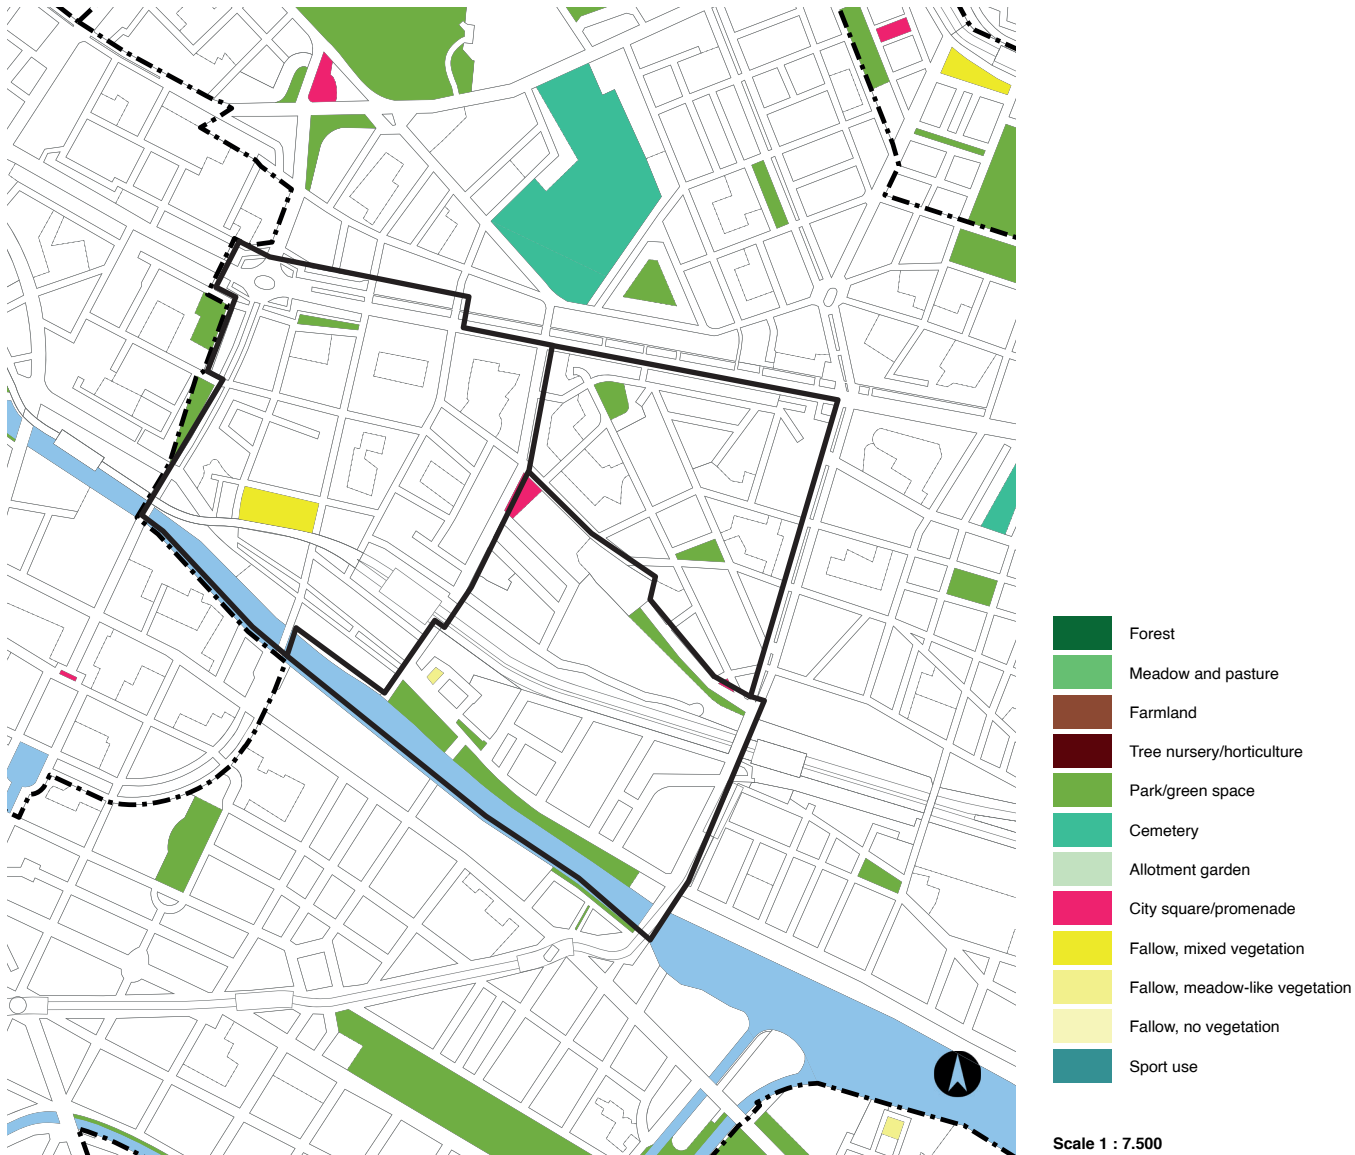 Forest
Meadow and pasture
Farmland
Tree nursery/horticulture
Park/green space
Cemetery
Allotment garden
City square/promenade
Fallow, mixed vegetation
Fallow, meadow-like vegetation
Fallow, no vegetation
Sport use
Scale 1 : 7.500